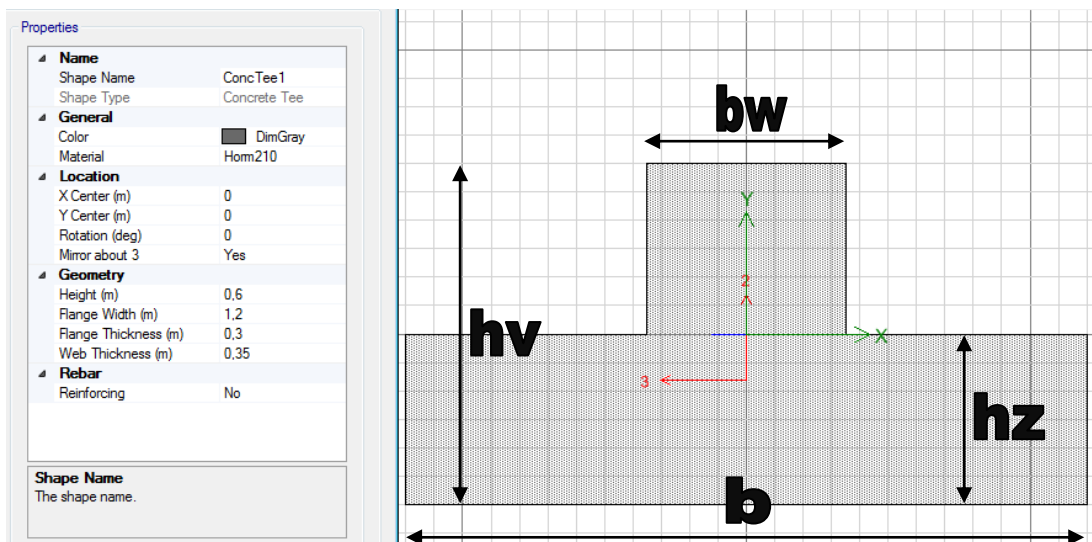 Properties
Name
Shape Name ConcTee1
Shape Type Concrete Tee
General
Color DimGray
Material Horm210
Location
X Center (m) 0
Y Center (m) 0
Rotation (deg) 0
Mirror about 3 Yes
Geometry
Height (m) 0,6
Flange Width (m) 1,2
Flange Thickness (m) 0,3
Web Thickness (m) 0,35
Rebar
Reinforcing No
Shape Name
The shape name.
bw
Y
2
hv
X
3
hz
b